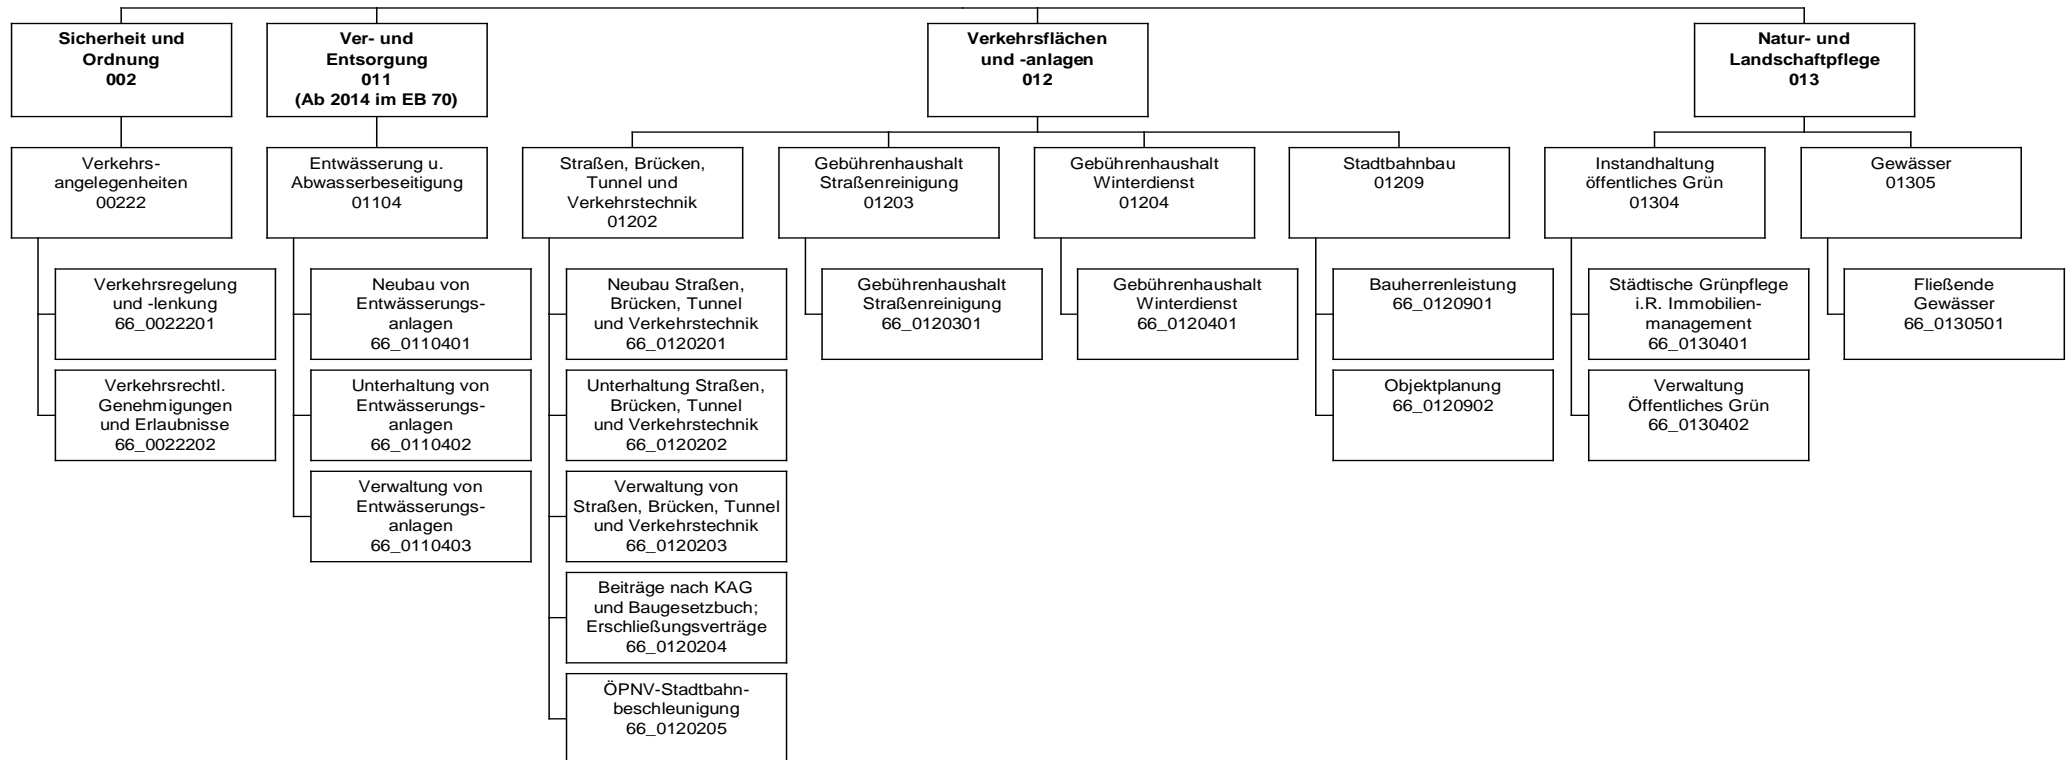 Sicherheit und
Ordnung
002
Ver- und
Entsorgung
011
(Ab 2014 im EB 70)
Verkehrsflächen
und -anlagen
012
Natur- und
Landschaftpflege
013
Verkehrs-
angelegenheiten
00222
Entwässerung u.
Abwasserbeseitigung
01104
Straßen, Brücken,
Tunnel und
Verkehrstechnik
01202
Gebührenhaushalt
Straßenreinigung
01203
Gebührenhaushalt
Winterdienst
01204
Stadtbahnbau
01209
Instandhaltung
öffentliches Grün
01304
Gewässer
01305
Verkehrsregelung
und -lenkung
66_0022201
Neubau von
Entwässerungs-
anlagen
66_0110401
Neubau Straßen,
Brücken, Tunnel
und Verkehrstechnik
66_0120201
Gebührenhaushalt
Straßenreinigung
66_0120301
Gebührenhaushalt
Winterdienst
66_0120401
Bauherrenleistung
66_0120901
Städtische Grünpflege
i.R. Immobilien-
management
66_0130401
Fließende
Gewässer
66_0130501
Verkehrsrechtl.
Genehmigungen
und Erlaubnisse
66_0022202
Unterhaltung von
Entwässerungs-
anlagen
66_0110402
Unterhaltung Straßen,
Brücken, Tunnel
und Verkehrstechnik
66_0120202
Objektplanung
66_0120902
Verwaltung
Öffentliches Grün
66_0130402
Verwaltung von
Entwässerungs-
anlagen
66_0110403
Verwaltung von
Straßen, Brücken, Tunnel
und Verkehrstechnik
66_0120203
Beiträge nach KAG
und Baugesetzbuch;
Erschließungsverträge
66_0120204
ÖPNV-Stadtbahn-
beschleunigung
66_0120205